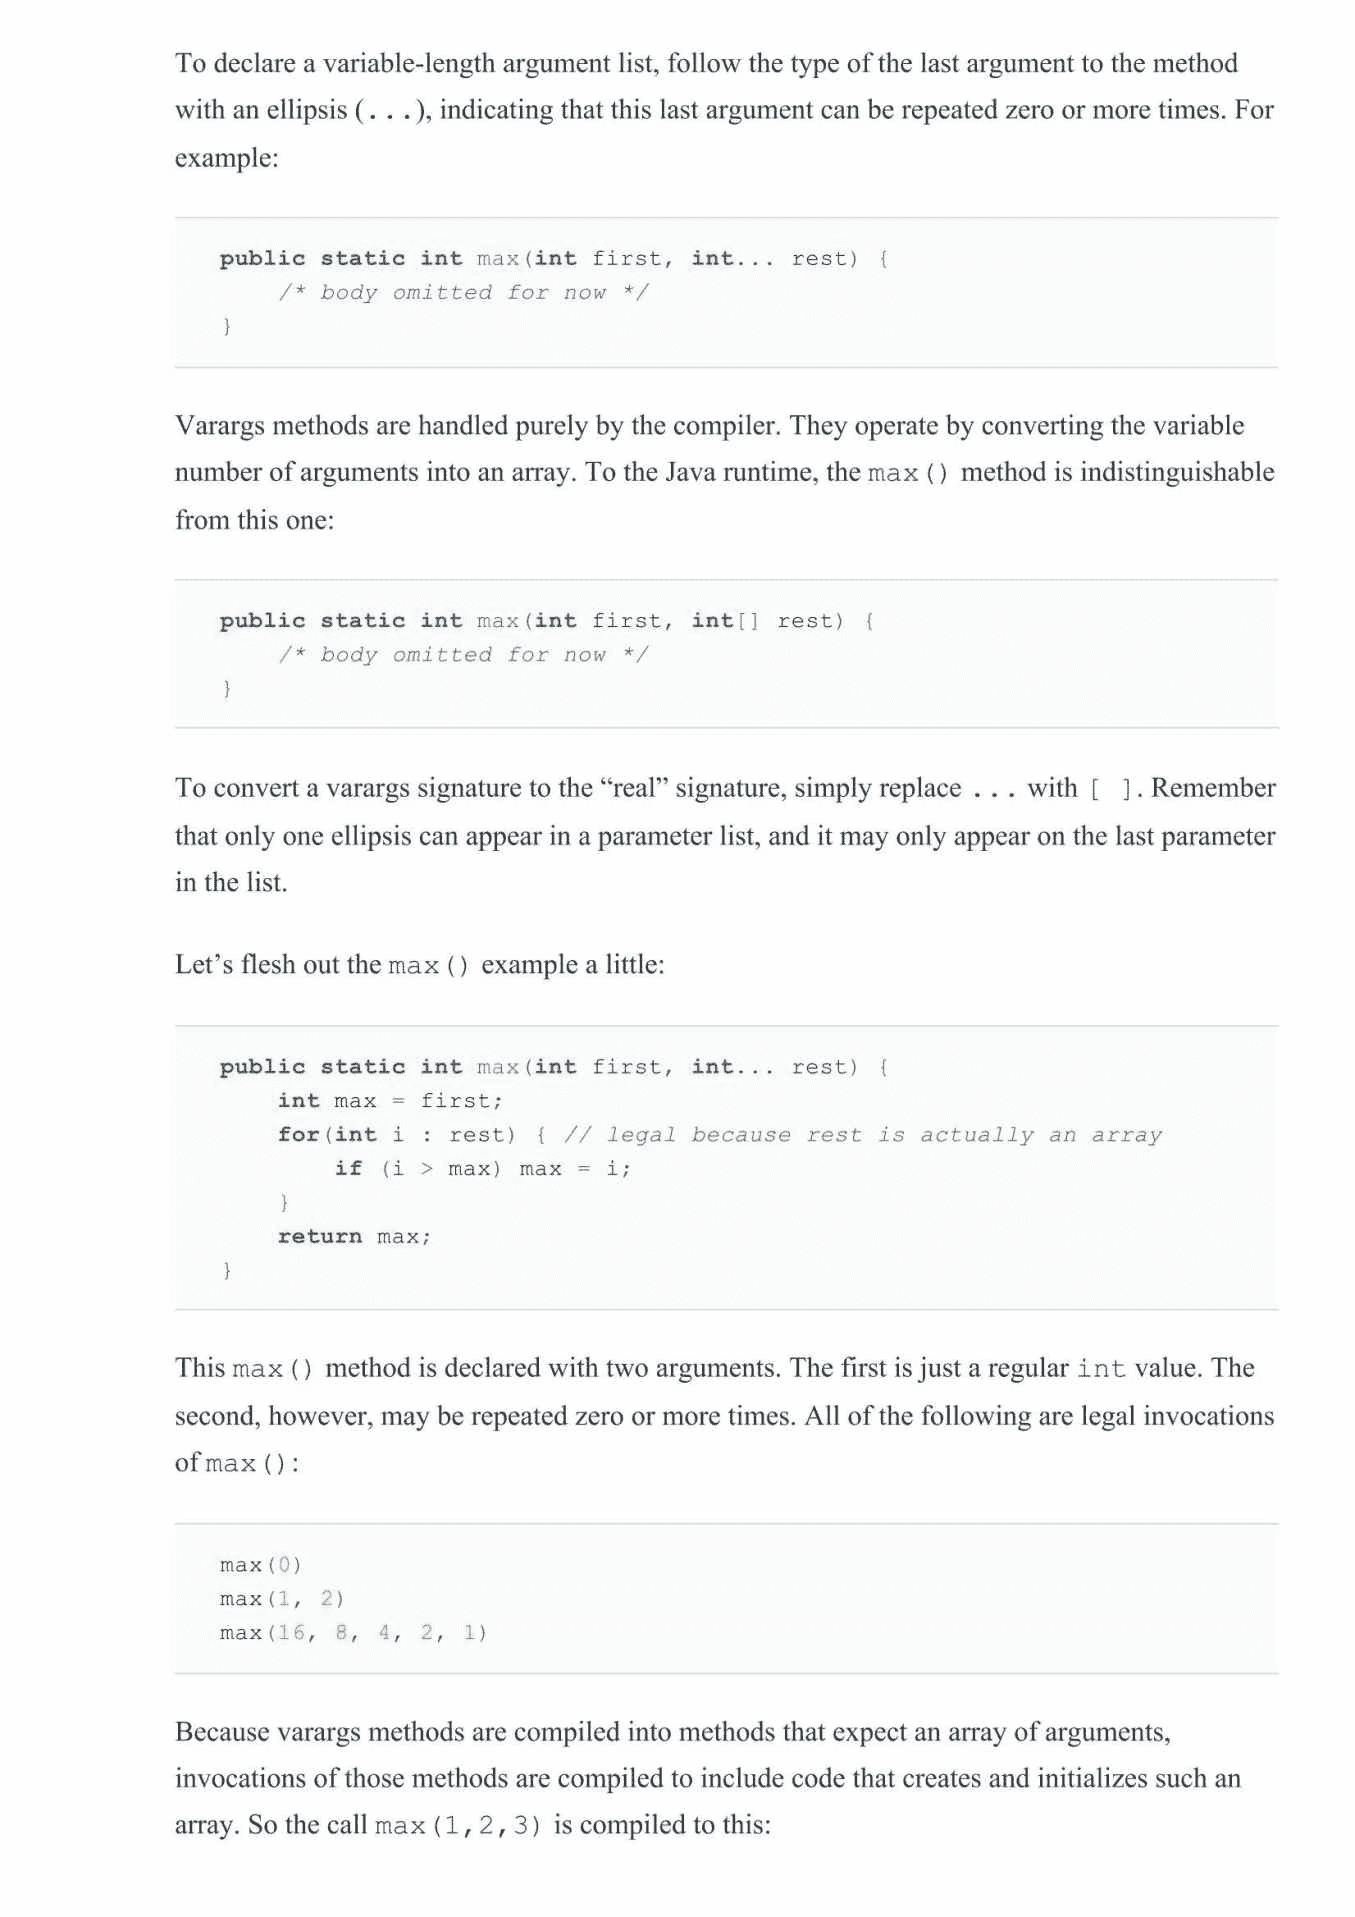 To declare a variable-length argument list, follow the type of the last argument to the method
with an ellipsis (...), indicating that this last argument can be repeated zero or more times. For
example:
public static int max(int first, int... rest) {
/* body omitted for now */
}
Varargs methods are handled purely by the compiler. They operate by converting the variable
number of arguments into an array. To the Java runtime, the max() method is indistinguishable
from this one:
public static int max(int first, int[] rest) {
/* body omitted for now */
}
To convert a varargs signature to the “real” signature, simply replace ... with [ ]. Remember
that only one ellipsis can appear in a parameter list, and it may only appear on the last parameter
in the list.
Let’s flesh out the max() example a little:
public static int max(int first, int... rest) {
int max = first;
for(int i : rest) { // legal because rest is actually an array
if (i > max) max = i;
}
return max;
}
This max() method is declared with two arguments. The first is just a regular int value. The
second, however, may be repeated zero or more times. All of the following are legal invocations
of max():
max(0)
max(1, 2)
max(16, 8, 4, 2, 1)
Because varargs methods are compiled into methods that expect an array of arguments,
invocations of those methods are compiled to include code that creates and initializes such an
array. So the call max(1,2,3) is compiled to this: